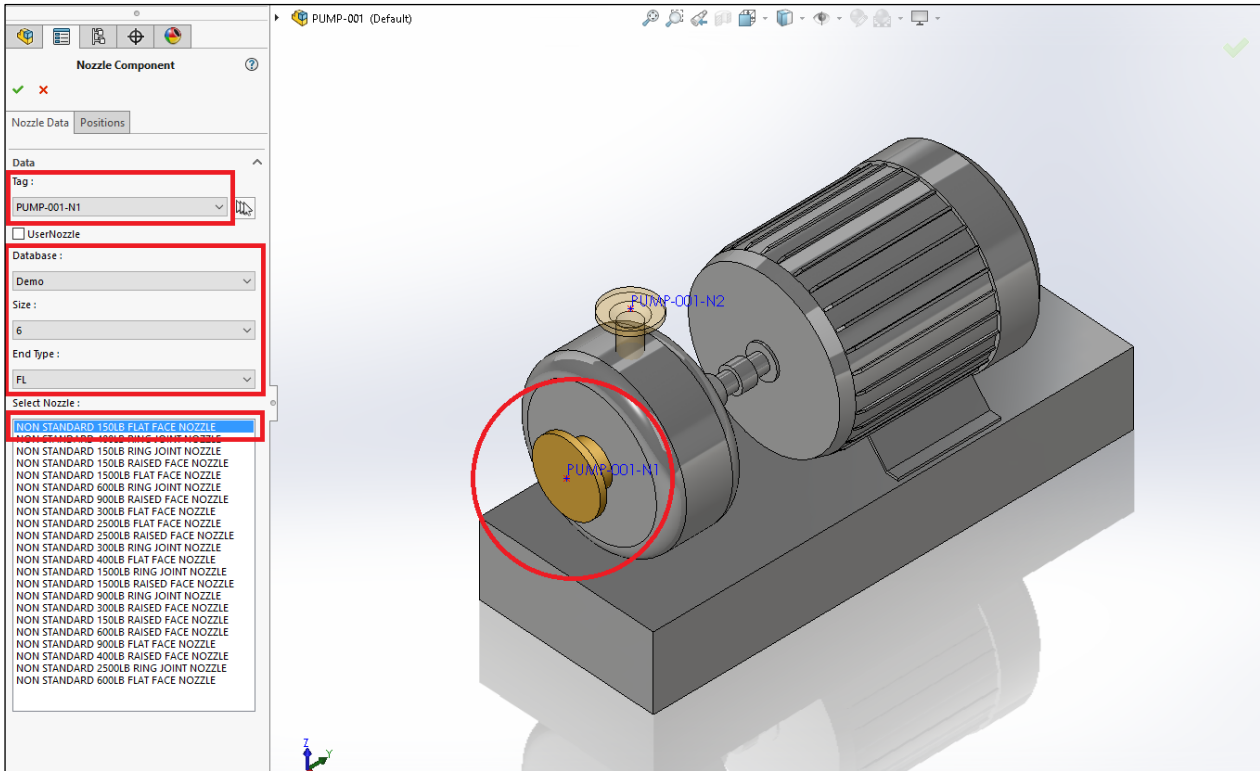 PUMP-001 (Default)
Nozzle Component
Nozzle Data Positions
Data
Tag :
PUMP-001-N1
UserNozzle
Database :
Demo
Size :
6
End Type :
FL
Select Nozzle :
NON STANDARD 150LB FLAT FACE NOZZLE
NON STANDARD 400LB RING JOINT NOZZLE
NON STANDARD 150LB RING JOINT NOZZLE
NON STANDARD 150LB RAISED FACE NOZZLE
NON STANDARD 1500LB FLAT FACE NOZZLE
NON STANDARD 600LB RING JOINT NOZZLE
NON STANDARD 900LB RAISED FACE NOZZLE
NON STANDARD 300LB FLAT FACE NOZZLE
NON STANDARD 2500LB FLAT FACE NOZZLE
NON STANDARD 2500LB RAISED FACE NOZZLE
NON STANDARD 300LB RING JOINT NOZZLE
NON STANDARD 400LB FLAT FACE NOZZLE
NON STANDARD 1500LB RING JOINT NOZZLE
NON STANDARD 1500LB RAISED FACE NOZZLE
NON STANDARD 900LB RING JOINT NOZZLE
NON STANDARD 300LB RAISED FACE NOZZLE
NON STANDARD 150LB RAISED FACE NOZZLE
NON STANDARD 600LB RAISED FACE NOZZLE
NON STANDARD 900LB FLAT FACE NOZZLE
NON STANDARD 400LB RAISED FACE NOZZLE
NON STANDARD 2500LB RING JOINT NOZZLE
NON STANDARD 600LB FLAT FACE NOZZLE
PUMP-001-N2
PUMP-001-N1
Z
Y